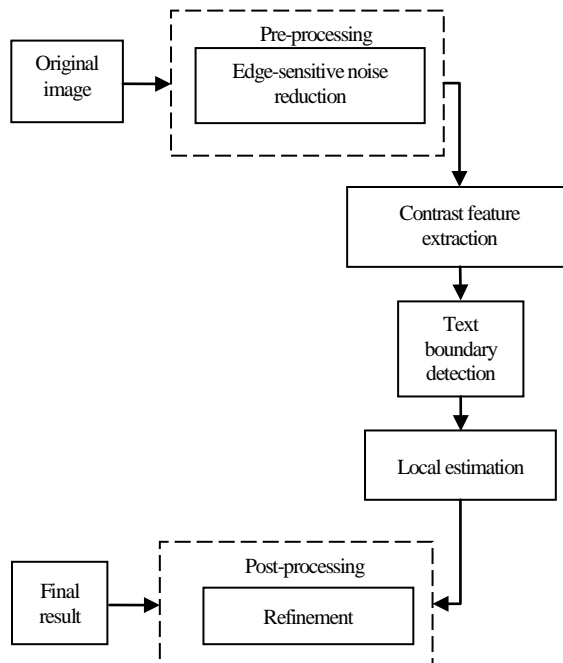 Pre-processing
Original
image
Edge-sensitive noise
reduction
Contrast feature
extraction
Text
boundary
detection
Local estimation
Post-processing
Final
result
Refinement